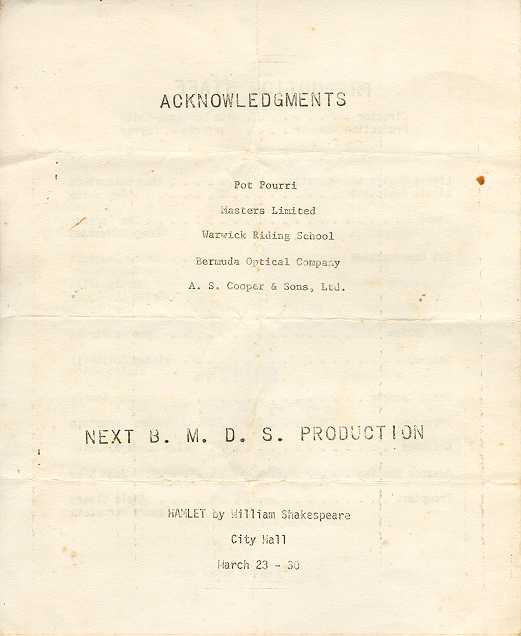 ACKNOWLEDGMENTS
Pot Pourri
Masters Limited
Warwick Riding School
Bermuda Optical Company
A. S. Cooper & Sons, Ltd.
NEXT B. M. D. S. PRODUCTION
HAMLET by William Shakespeare
City Hall
March 23 - 30